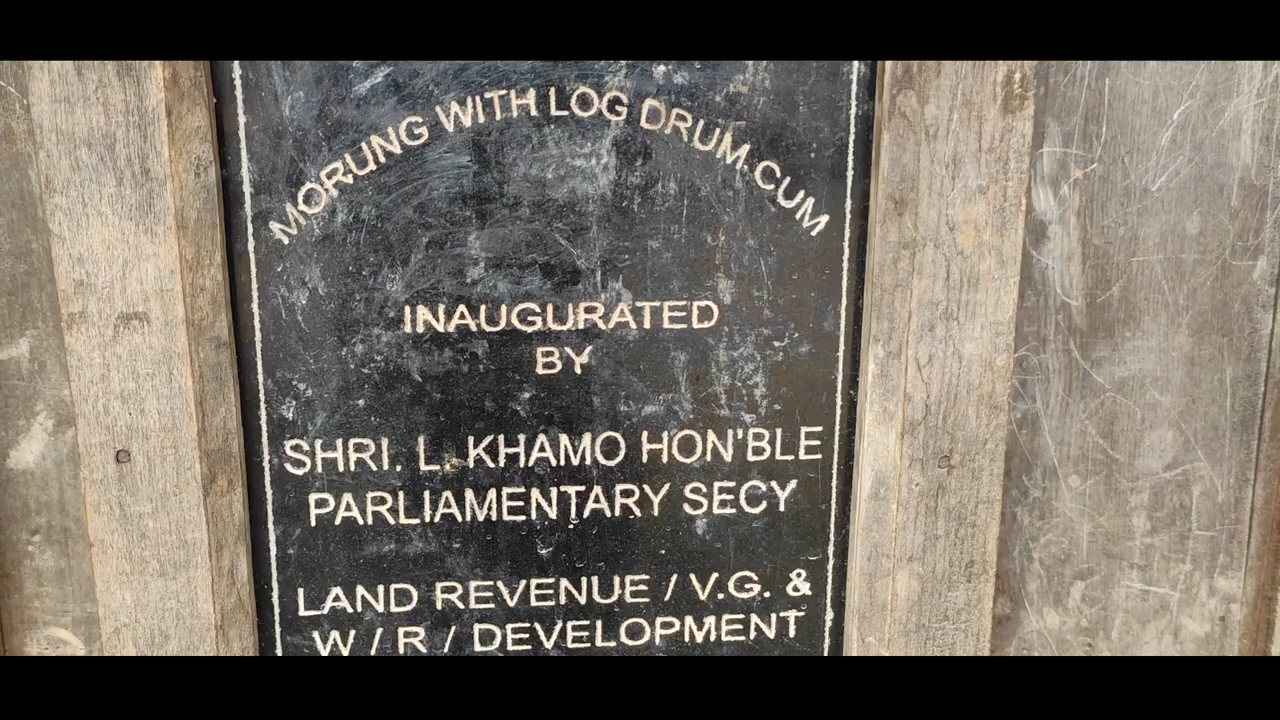 MORUNG WITH LOG DRUM.CUM
INAUGURATED
BY
SHRI. L. KHAMO HON'BLE
PARLIAMENTARY SECY
LAND REVENUE / V.G. &
W / R / DEVELOPMENT